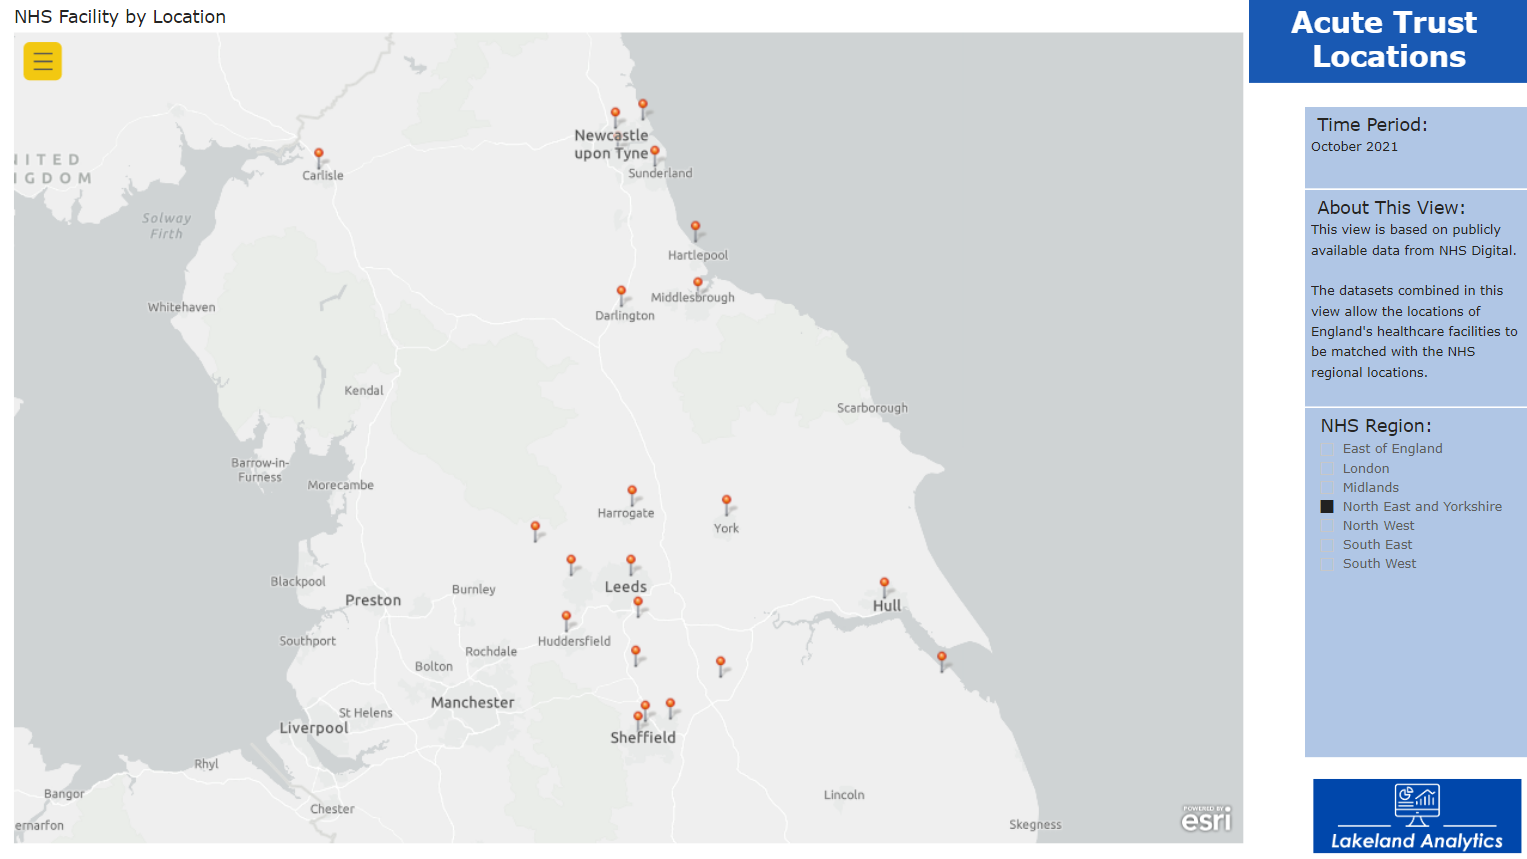 NHS Facility by Location
Acute Trust
Locations
Newcastle
upon Tyne
Sunderland
Carlisle
Solway
Firth
Hartlepool
Whitehaven
Middlesbrough
Darlington
Kendal
Scarborough
Barrow-in-
Furness
Morecambe
Harrogate
York
Blackpool
Burnley
Leeds
Preston
Hull
Southport
Huddersfield
Rochdale
Bolton
Manchester
St Helens
Liverpool
Sheffield
Rhyl
Bangor
Chester
Lincoln
ernarfon
Skegness
NITED
NGDOM
POWERED BY
esri
Time Period:
October 2021
About This View:
This view is based on publicly
available data from NHS Digital.
The datasets combined in this
view allow the locations of
England's healthcare facilities to
be matched with the NHS
regional locations.
NHS Region:
East of England
London
Midlands
North East and Yorkshire
North West
South East
South West
Lakeland Analytics